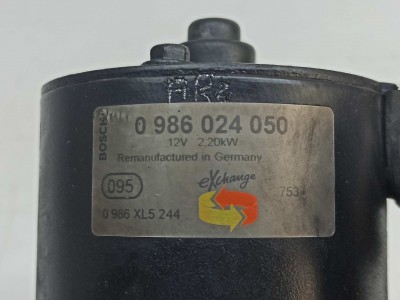 BOSCH
0 986 024 050
12V 2,20kW
Remanufactured in Germany
095
eXchange
753
0 986 XL5 244